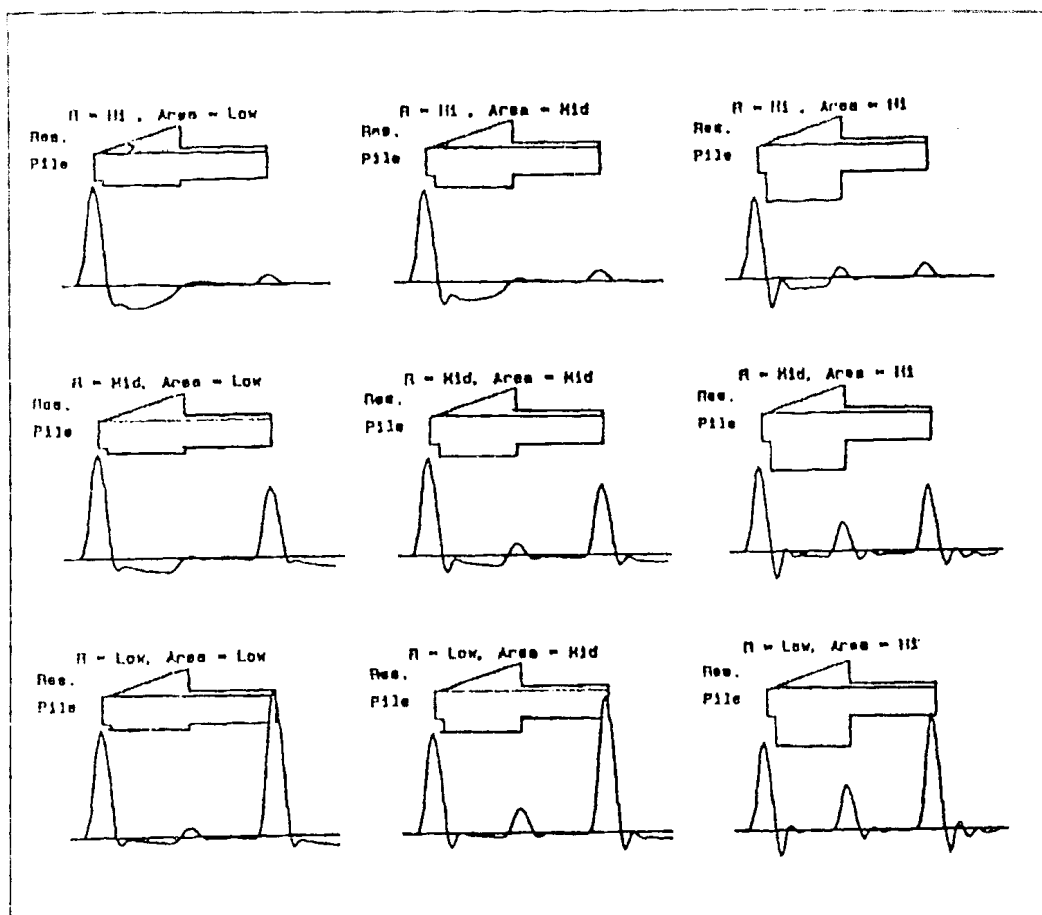 R = Hi , Area = Low
Res.
Pile
R = Hi , Area = Mid
Res.
Pile
R = Hi , Area = Hi
Res.
Pile
R = Mid, Area = Low
Res.
Pile
R = Mid, Area = Mid
Res.
Pile
R = Mid, Area = Hi
Res.
Pile
R = Low, Area = Low
Res.
Pile
R = Low, Area = Mid
Res.
Pile
R = Low, Area = Hi
Res.
Pile